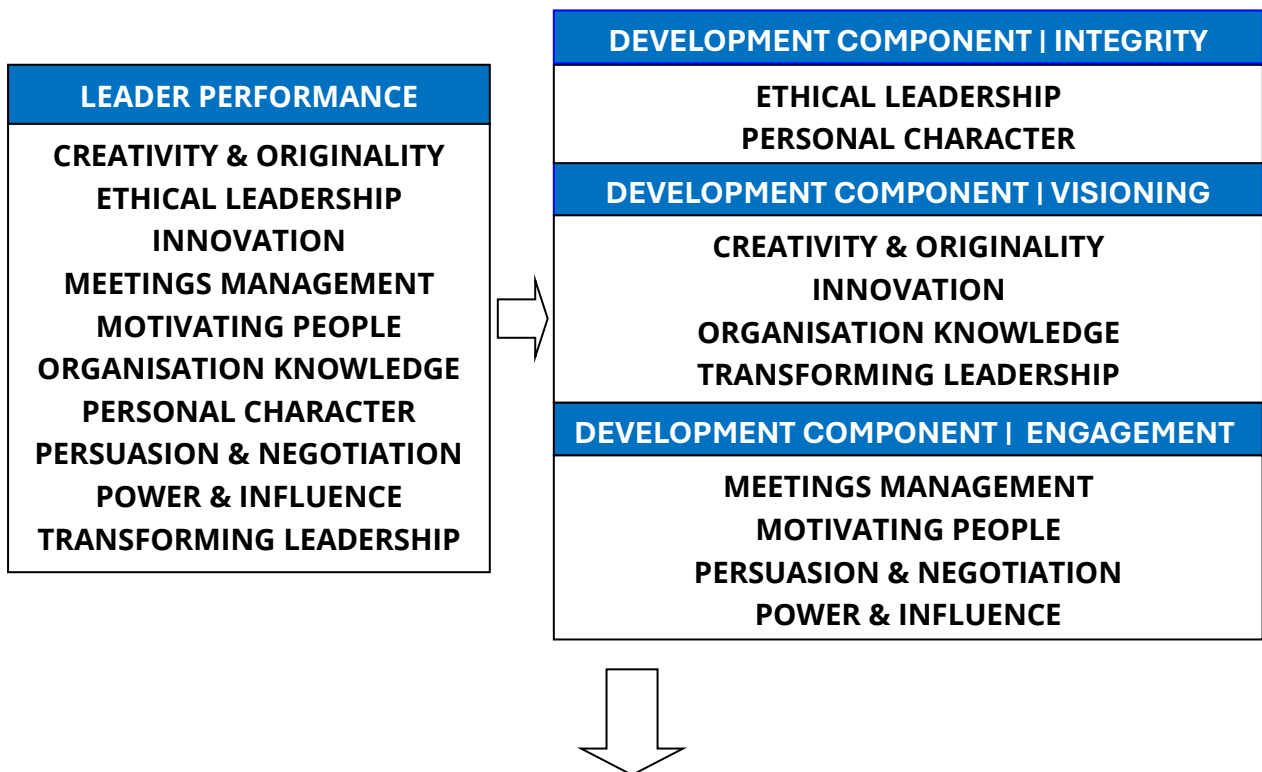 LEADER PERFORMANCE
CREATIVITY & ORIGINALITY
ETHICAL LEADERSHIP
INNOVATION
MEETINGS MANAGEMENT
MOTIVATING PEOPLE
ORGANISATION KNOWLEDGE
PERSONAL CHARACTER
PERSUASION & NEGOTIATION
POWER & INFLUENCE
TRANSFORMING LEADERSHIP
DEVELOPMENT COMPONENT | INTEGRITY
ETHICAL LEADERSHIP
PERSONAL CHARACTER
DEVELOPMENT COMPONENT | VISIONING
CREATIVITY & ORIGINALITY
INNOVATION
ORGANISATION KNOWLEDGE
TRANSFORMING LEADERSHIP
DEVELOPMENT COMPONENT | ENGAGEMENT
MEETINGS MANAGEMENT
MOTIVATING PEOPLE
PERSUASION & NEGOTIATION
POWER & INFLUENCE